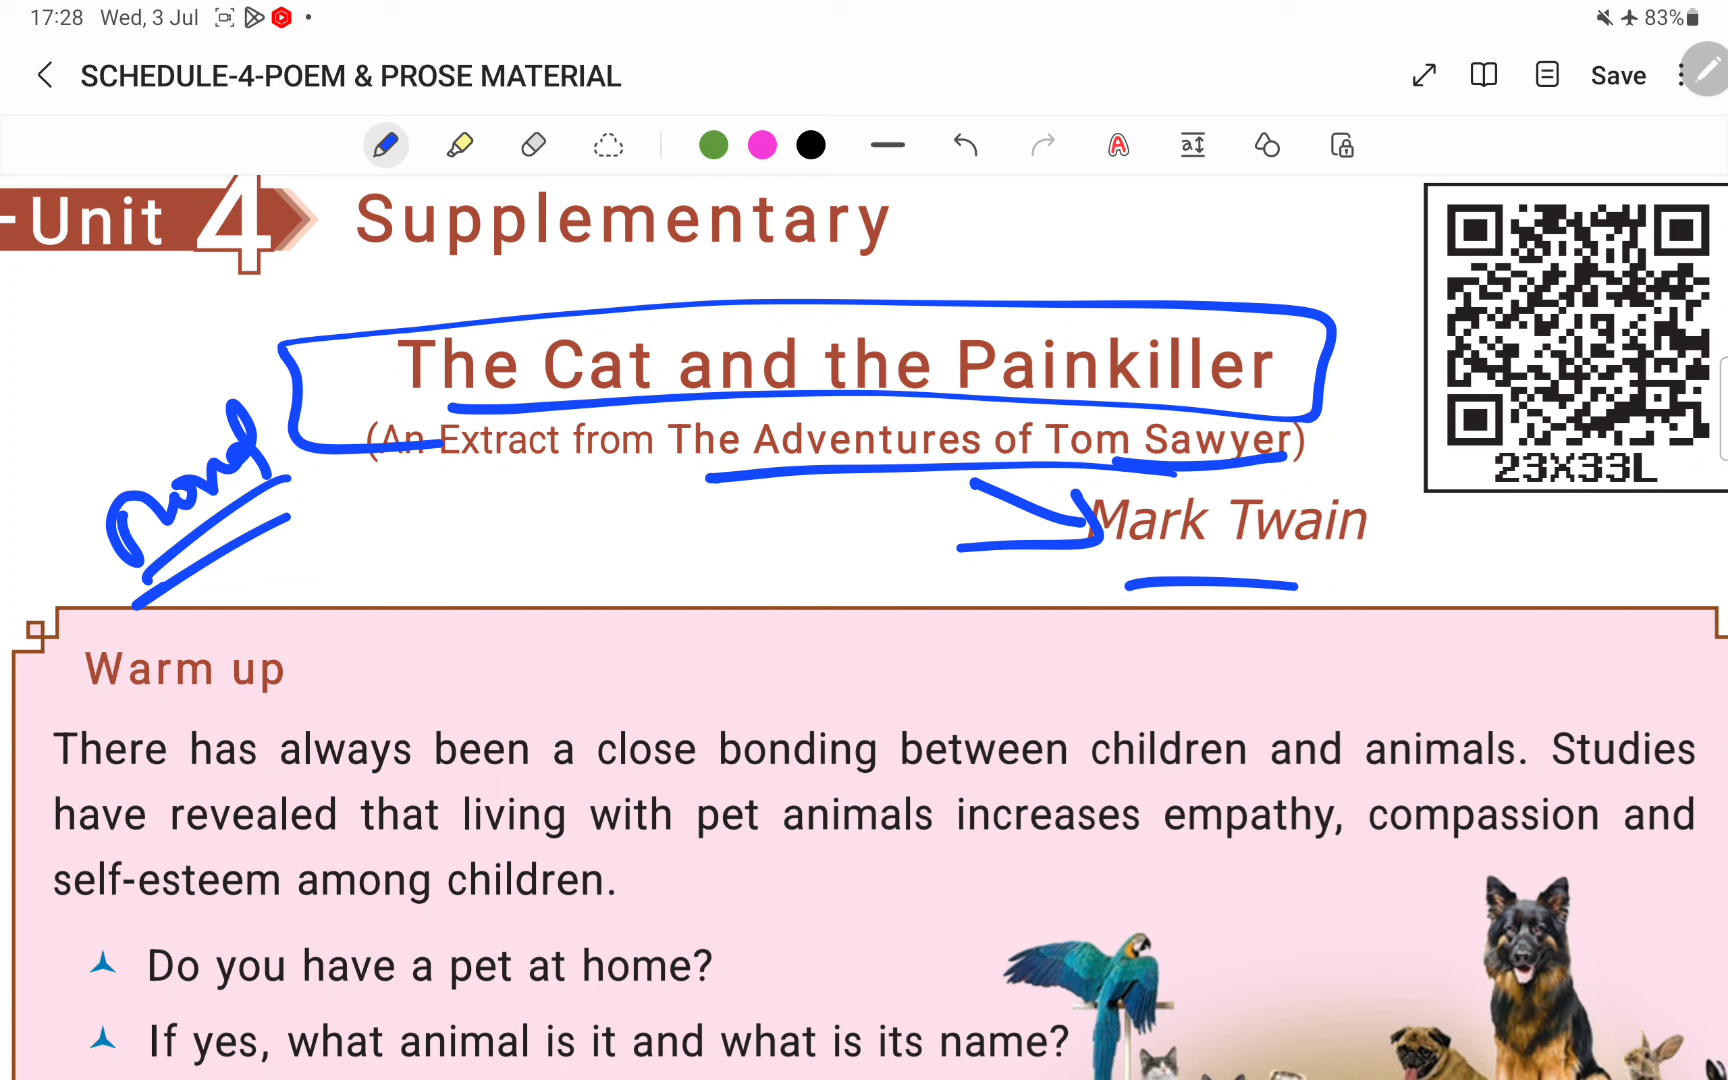 17:28 Wed, 3 Jul 83%
SCHEDULE-4-POEM & PROSE MATERIAL Save
Unit 4 Supplementary
The Cat and the Painkiller
(An Extract from The Adventures of Tom Sawyer)
Mark Twain
23X33L
Warm up
There has always been a close bonding between children and animals. Studies
have revealed that living with pet animals increases empathy, compassion and
self-esteem among children.
Do you have a pet at home?
If yes, what animal is it and what is its name?